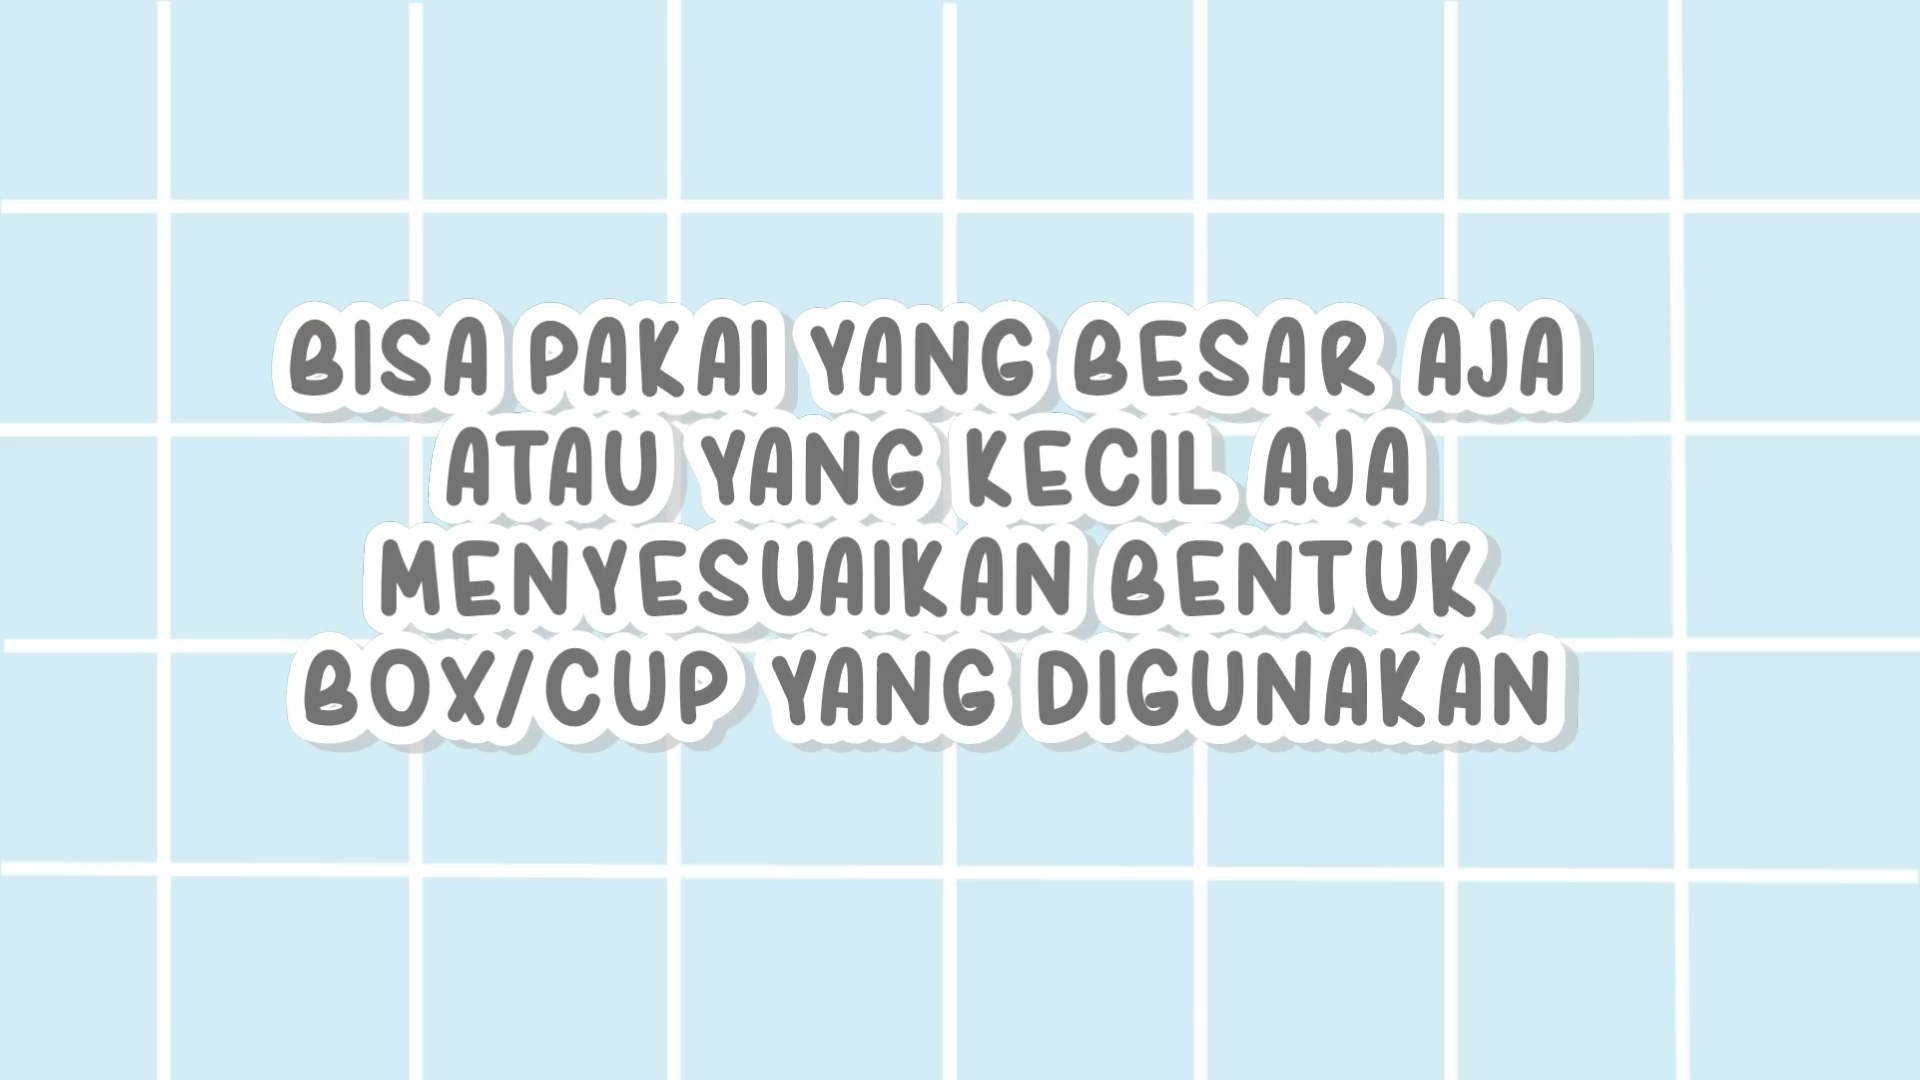 BISA PAKAI YANG BESAR AJA
ATAU YANG KECIL AJA
MENYESUAIKAN BENTUK
BOX/CUP YANG DIGUNAKAN